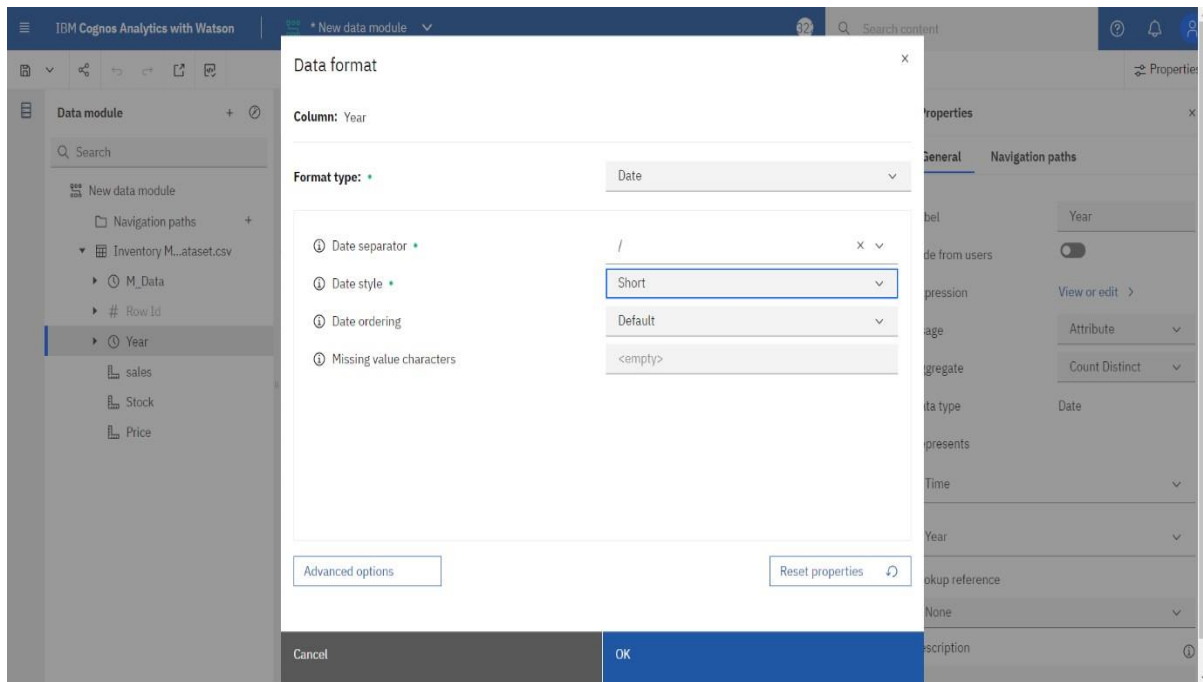 IBM Cognos Analytics with Watson
* New data module
Search content
Properties
Data module
Search
New data module
Navigation paths
Inventory M...ataset.csv
M_Data
# Row Id
Year
sales
Stock
Price
Data format
Column: Year
Format type: Date
Date separator /
Date style Short
Date ordering Default
Missing value characters <empty>
Advanced options
Reset properties
Cancel
OK
Properties
General Navigation paths
bel Year
de from users
pression View or edit >
age Attribute
gregate Count Distinct
ta type Date
presents
Time
Year
okup reference
None
scription